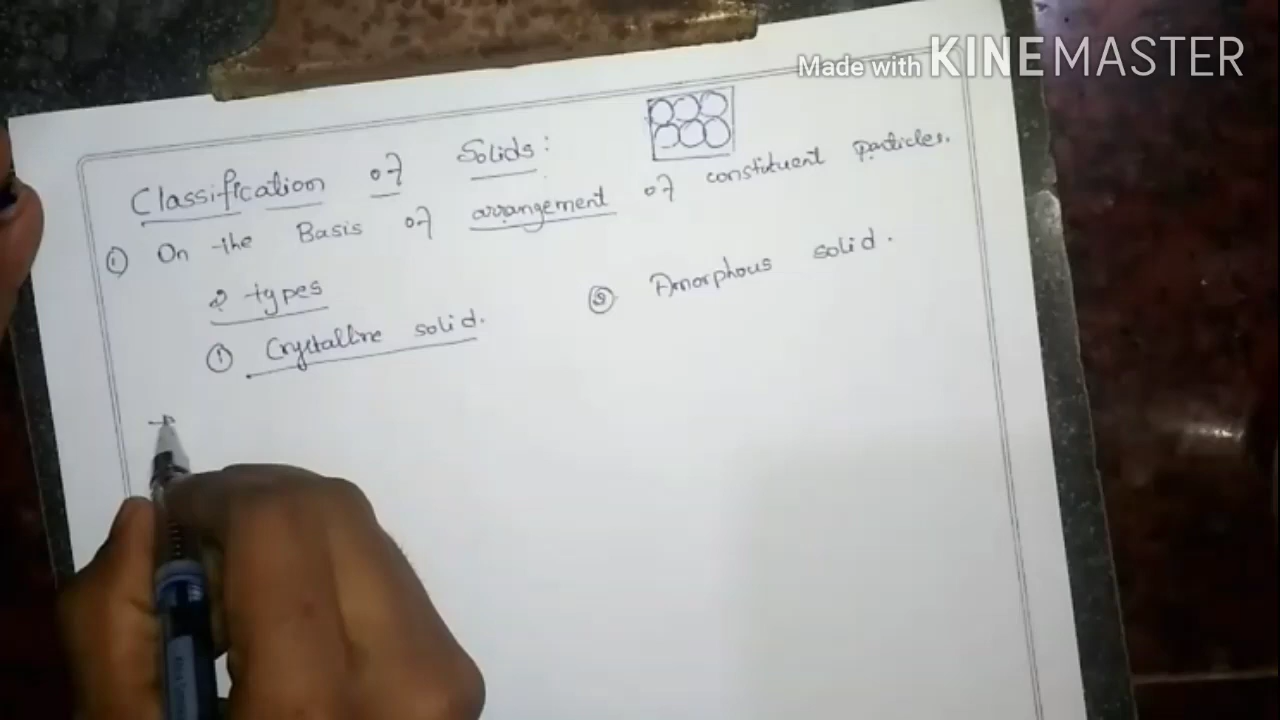 Made with KINEMASTER
Classification of Solids:
① On the Basis of arrangement of constituent particles.
2 types
① Crystalline solid. ② Amorphous solid.